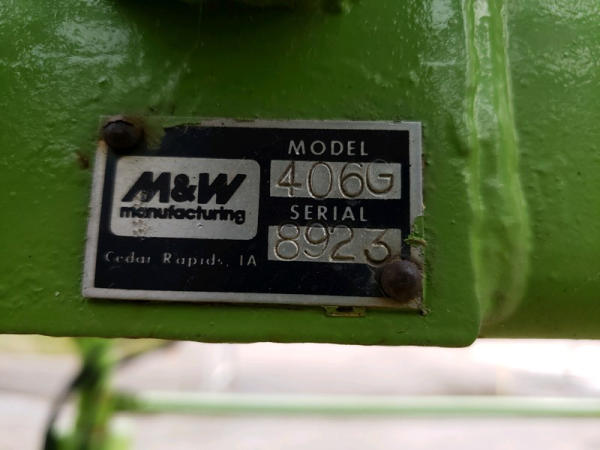 M&W
manufacturing
Cedar Rapids, IA
MODEL
406G
SERIAL
8923